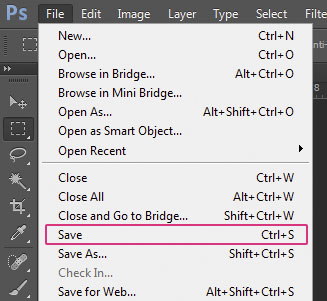 Ps File Edit Image Layer Type Select Filte
New... Ctrl+N
Open... Ctrl+O
Browse in Bridge... Alt+Ctrl+O
Browse in Mini Bridge...
Open As... Alt+Shift+Ctrl+O
Open as Smart Object...
Open Recent
Close Ctrl+W
Close All Alt+Ctrl+W
Close and Go to Bridge... Shift+Ctrl+W
Save Ctrl+S
Save As... Shift+Ctrl+S
Check In...
Save for Web... Alt+Shift+Ctrl+S